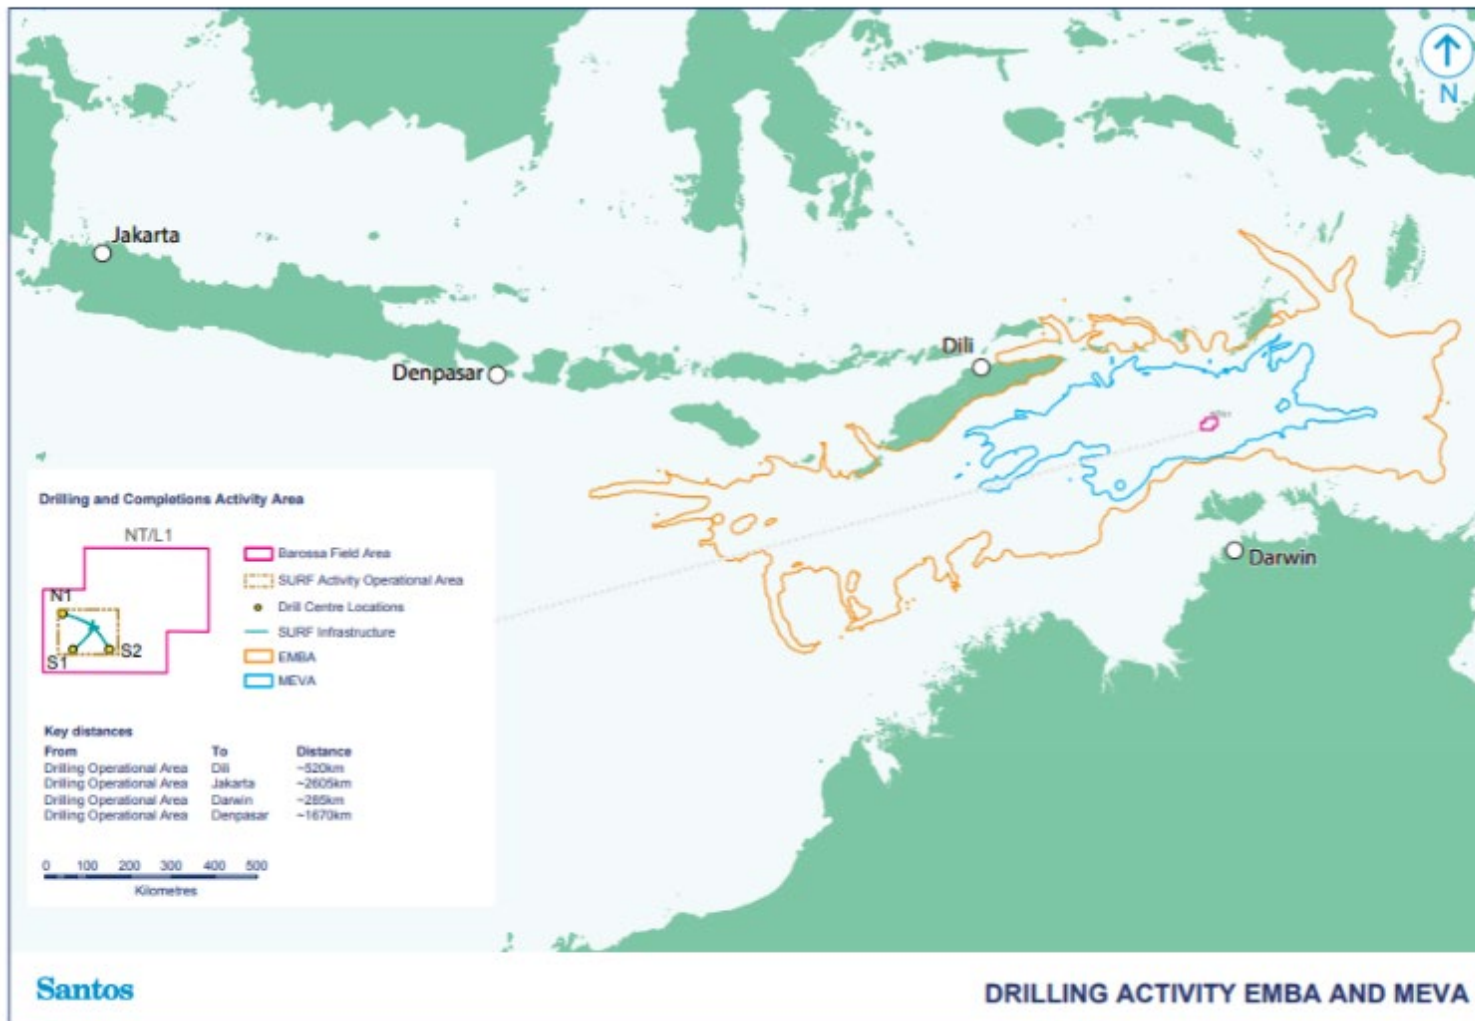 N
Jakarta
Denpasar
Dili
Darwin
Drilling and Completions Activity Area
NT/L1
N1
S1
S2
Barossa Field Area
SURF Activity Operational Area
Drill Centre Locations
SURF Infrastructure
EMBA
MEVA
Key distances
From To Distance
Drilling Operational Area Dili ~520km
Drilling Operational Area Jakarta ~2605km
Drilling Operational Area Darwin ~285km
Drilling Operational Area Denpasar ~1670km
0 100 200 300 400 500
Kilometres
Santos
DRILLING ACTIVITY EMBA AND MEVA